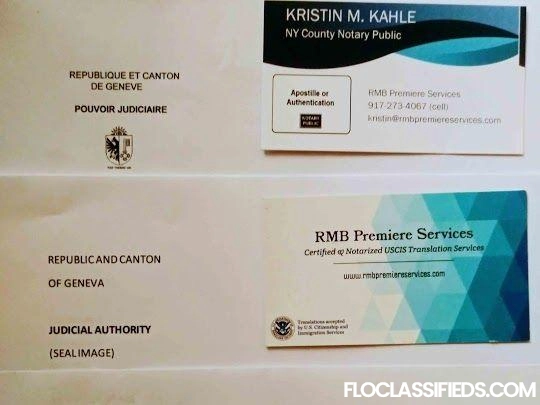 KRISTIN M. KAHLE
NY County Notary Public
REPUBLIQUE ET CANTON
DE GENEVE
POUVOIR JUDICIAIRE
Apostille or
Authentication
NOTARY
PUBLIC
RMB Premiere Services
917-273-4067 (cell)
kristin@rmbpremiereservices.com
REPUBLIC AND CANTON
OF GENEVA
JUDICIAL AUTHORITY
(SEAL IMAGE)
RMB Premiere Services
Certified & Notarized USCIS Translation Services
www.rmbpremiereservices.com
Translations accepted
by U.S. Citizenship and
Immigration Services
FLOCLASSIFIEDS.COM